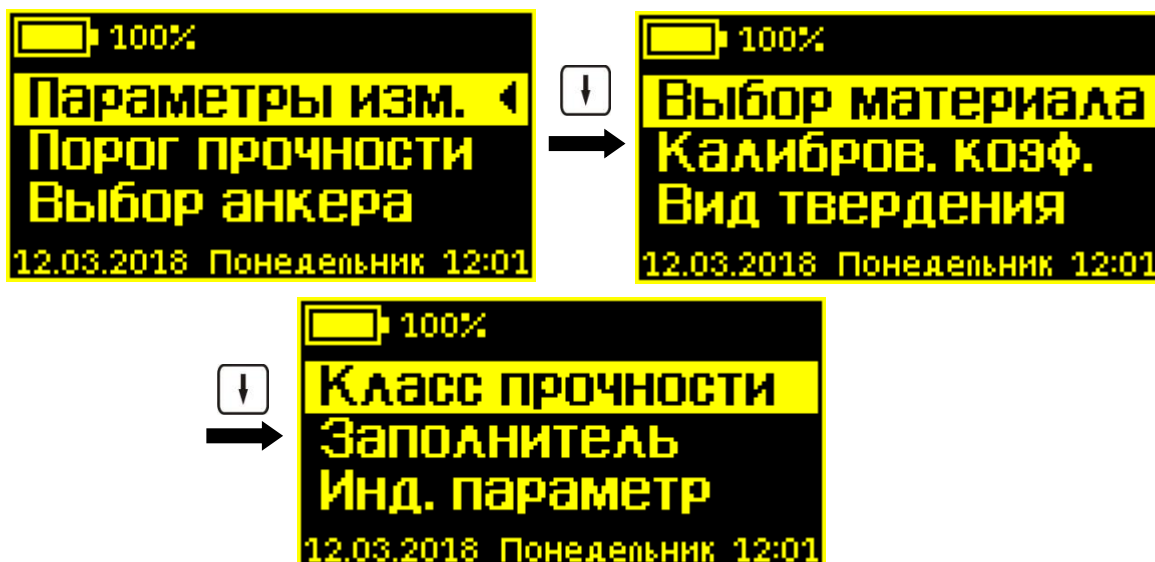 100%
Параметры изм.
Порог прочности
Выбор анкера
12.03.2018 Понедельник 12:01
100%
Выбор материала
Калибров. коэф.
Вид твердения
12.03.2018 Понедельник 12:01
100%
Класс прочности
Заполнитель
Инд. параметр
12.03.2018 Понедельник 12:01